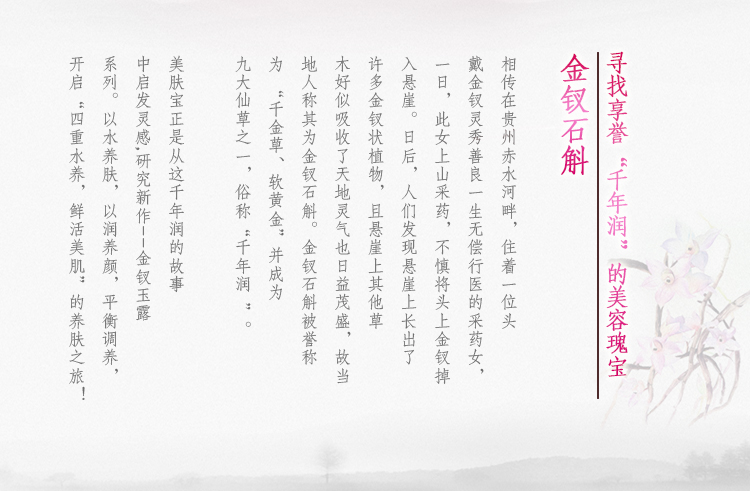 寻找享誉“千年润”的美容瑰宝
金钗石斛
相传在贵州赤水河畔，住着一位头
戴金钗灵秀善良一生无偿行医的采药女，
一日，此女上山采药，不慎将头上金钗掉
入悬崖。日后，人们发现悬崖上长出了
许多金钗状植物，且悬崖上其他草
木好似吸收了天地灵气也日益茂盛，故当
地人称其为金钗石斛。金钗石斛被誉称
为“千金草、软黄金”并成为
九大仙草之一，俗称“千年润”。
美肤宝正是从这千年润的故事
中启发灵感，研究新作--金钗玉露
系列。以水养肤，以润养颜，平衡调养，
开启“四重水养，鲜活美肌”的养肤之旅！